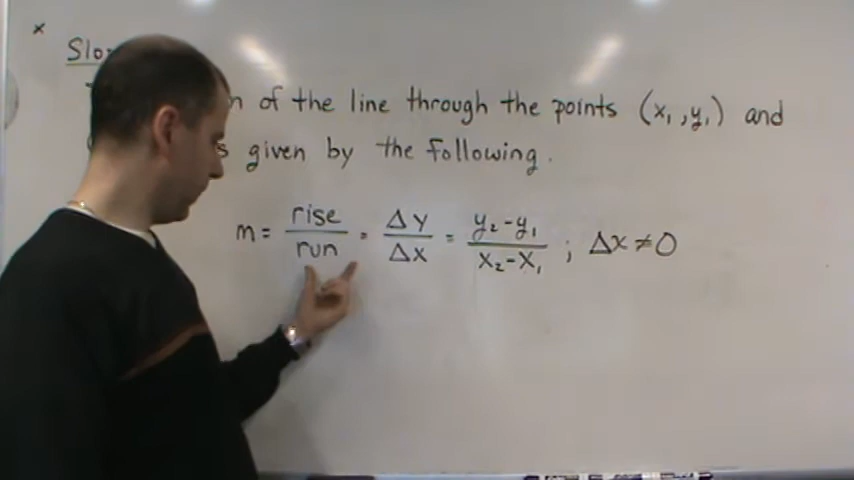 *
of the line through the points (x₁,y₁) and
given by the following.
m = rise/run = Δy/Δx = y₂-y₁/x₂-x₁ ; Δx≠0